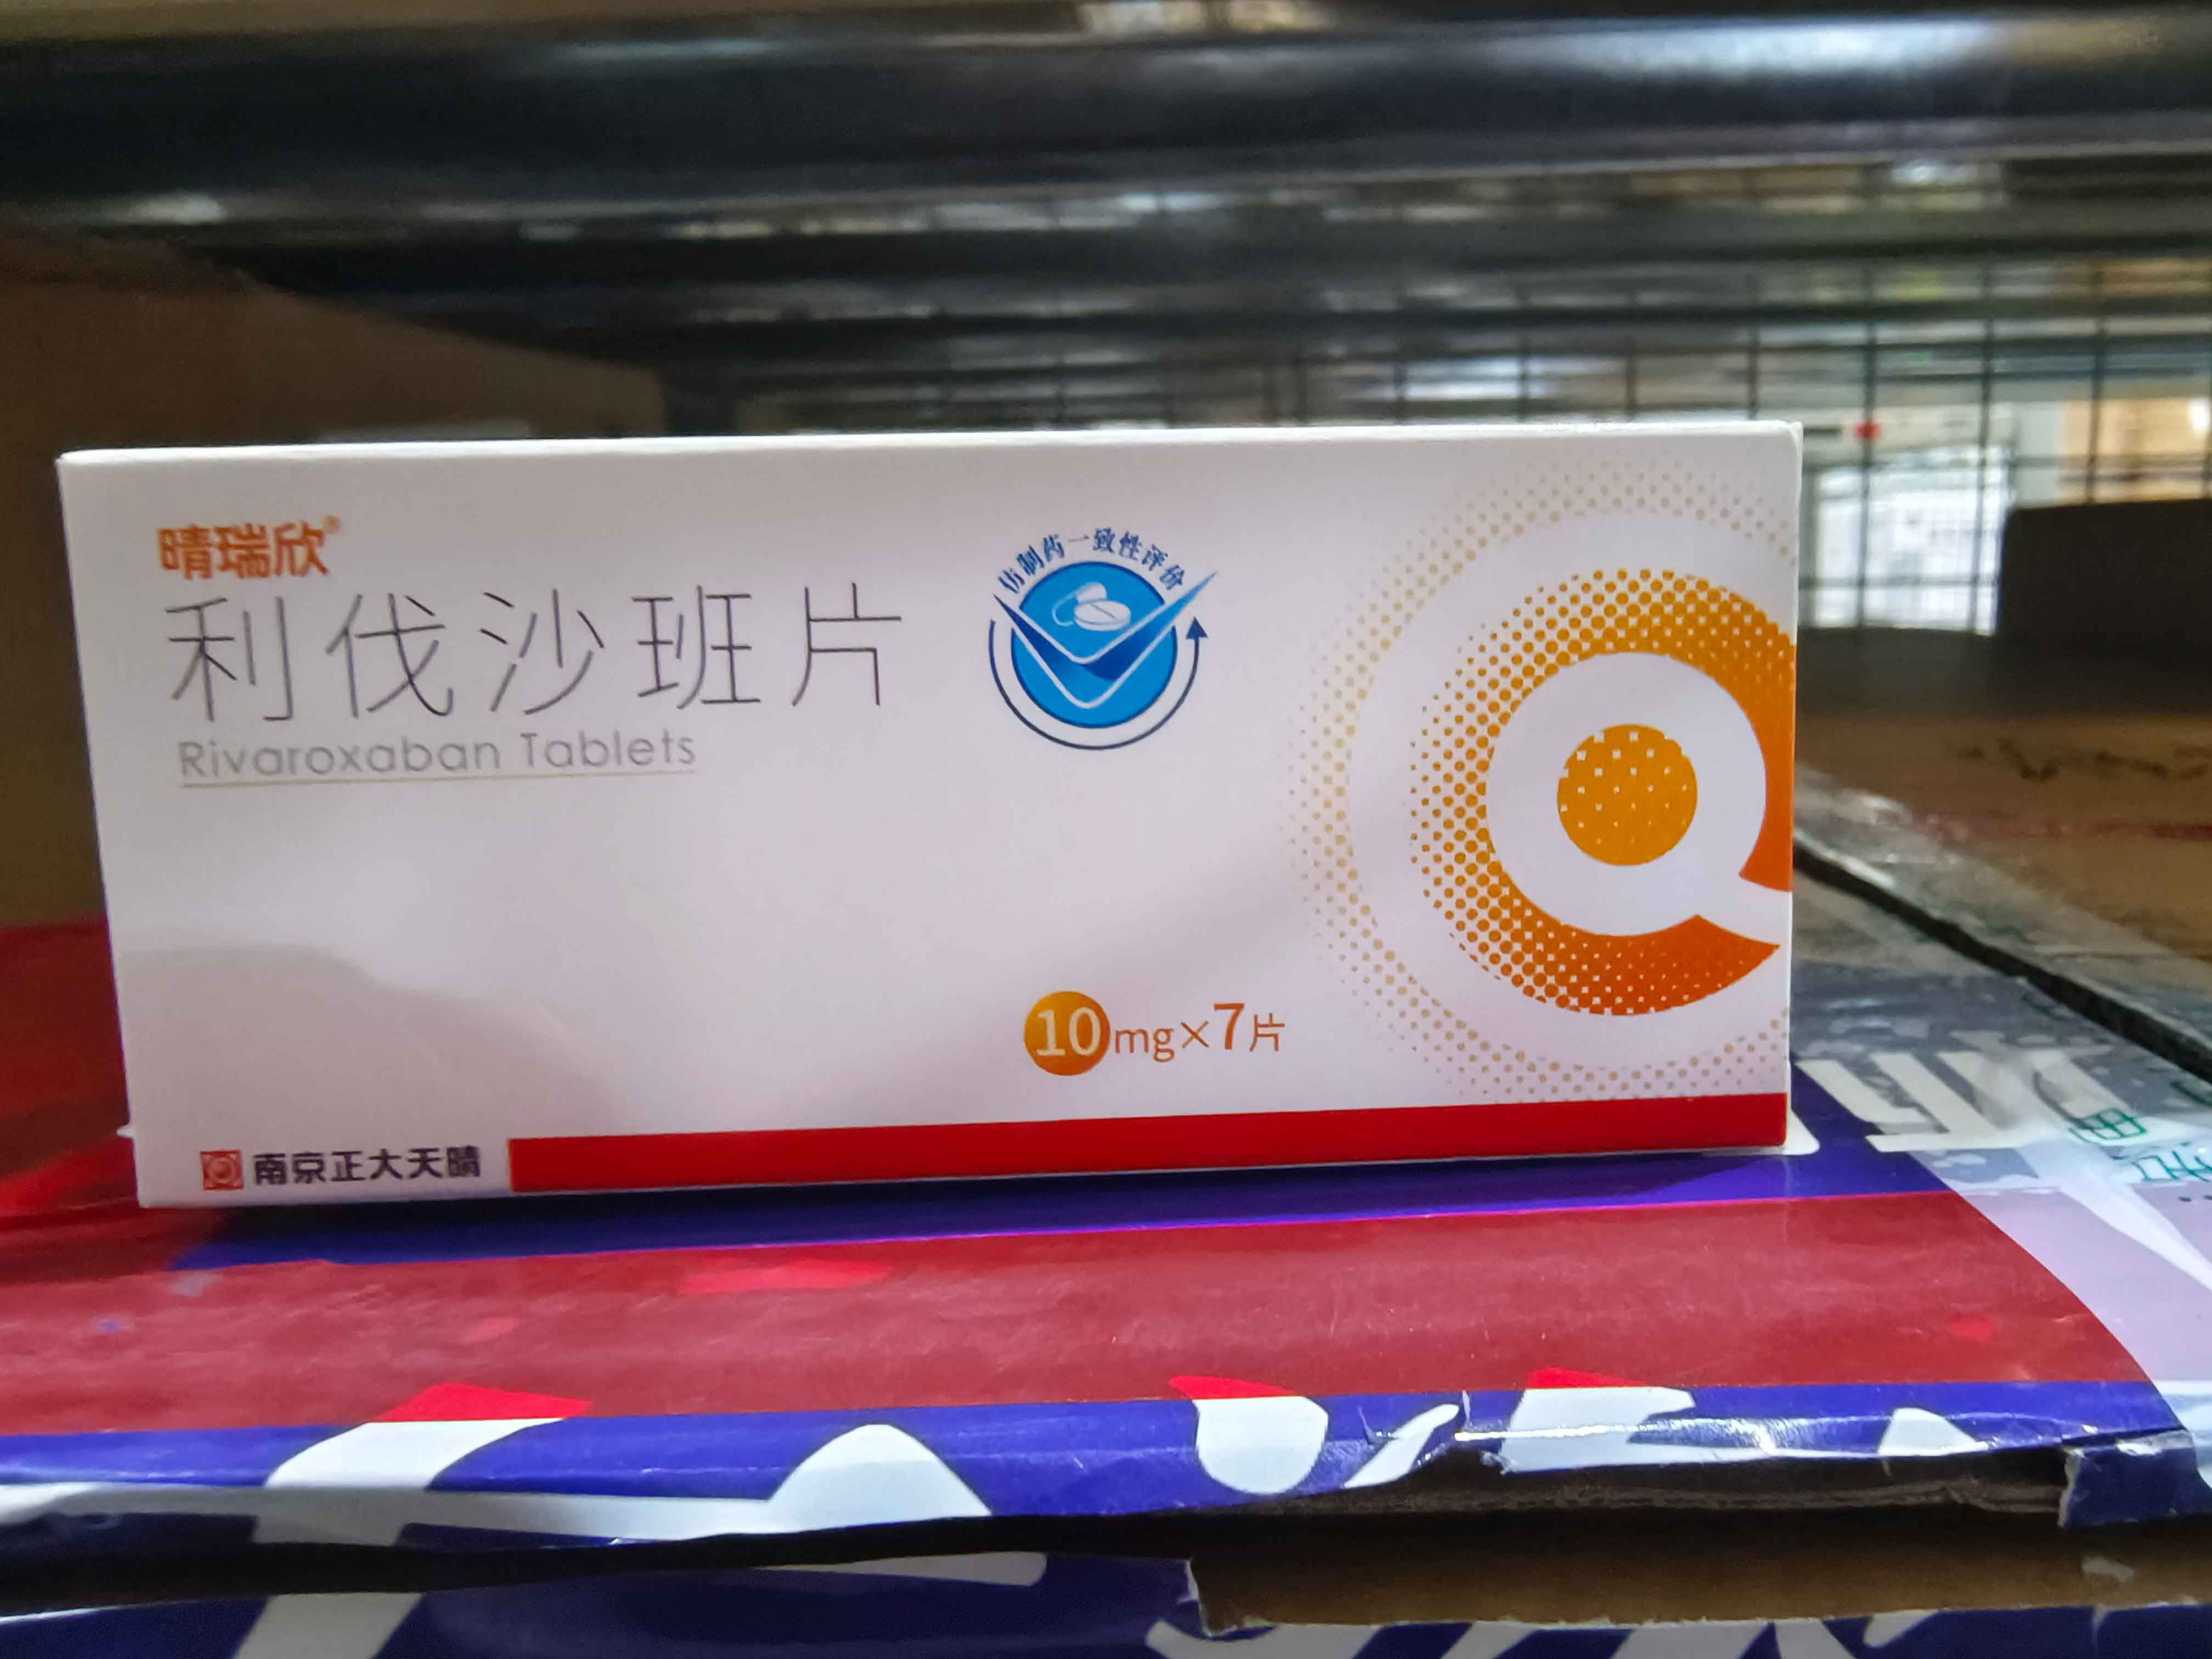 晴瑞欣®
利伐沙班片
Rivaroxaban Tablets
仿制药一致性评价
10mg×7片
南京正大天晴